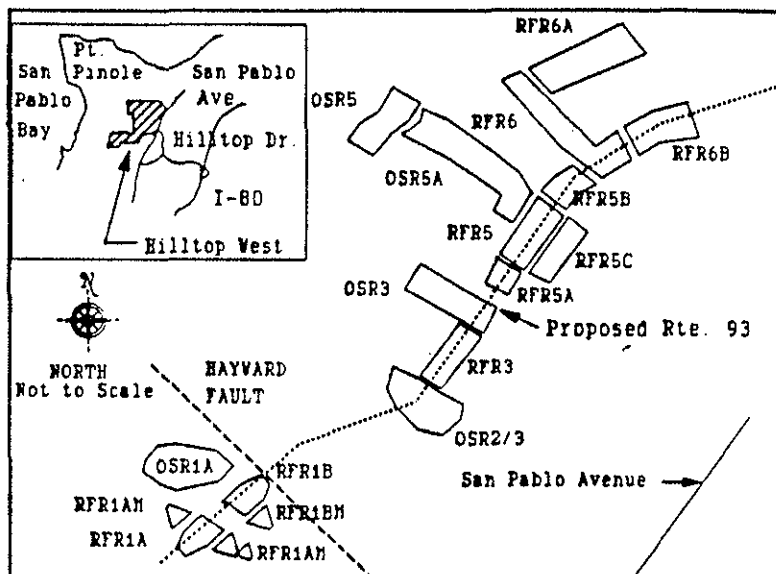 Pt.
Pinole
San
Pablo
Bay
San Pablo
Ave
Hilltop Dr.
I-80
Hilltop West
N
NORTH
Not to Scale
HAYWARD
FAULT
RFR6A
OSR5
RFR6
OSR5A
RFR6B
RFR5B
RFR5
RFR5C
RFR5A
OSR3
Proposed Rte. 93
RFR3
OSR2/3
San Pablo Avenue
OSR1A
RFR1B
RFR1AM
RFR1BM
RFR1A
RFR1AM